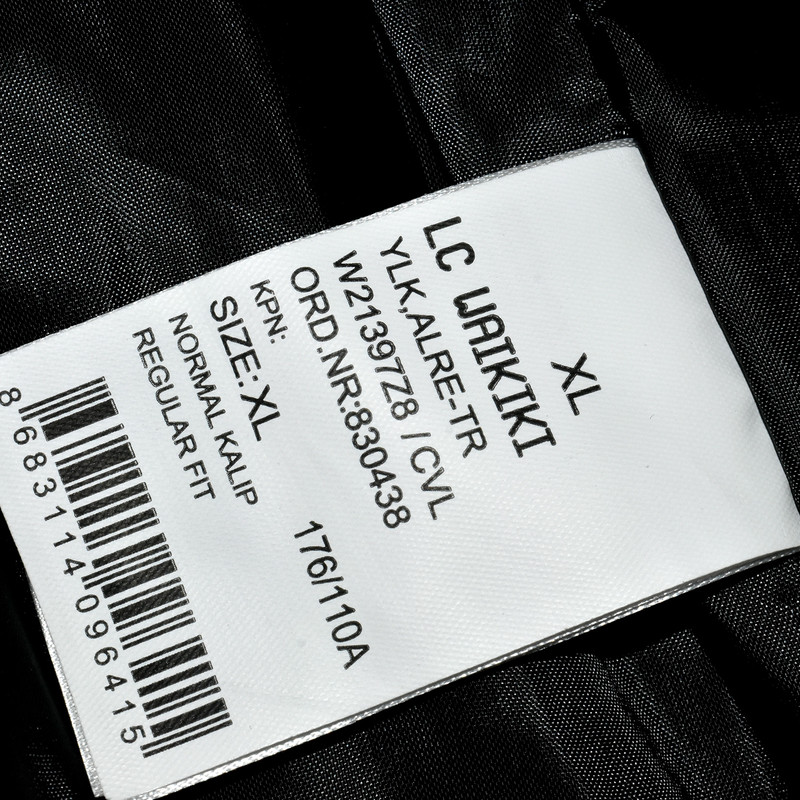 XL
LC WAIKIKI
YLK,ALRE-TR
W21397Z8 / CVL
ORD.NR:830438
KPN:
176/110A
SIZE: XL
NORMAL KALIP
REGULAR FIT
8683114096415